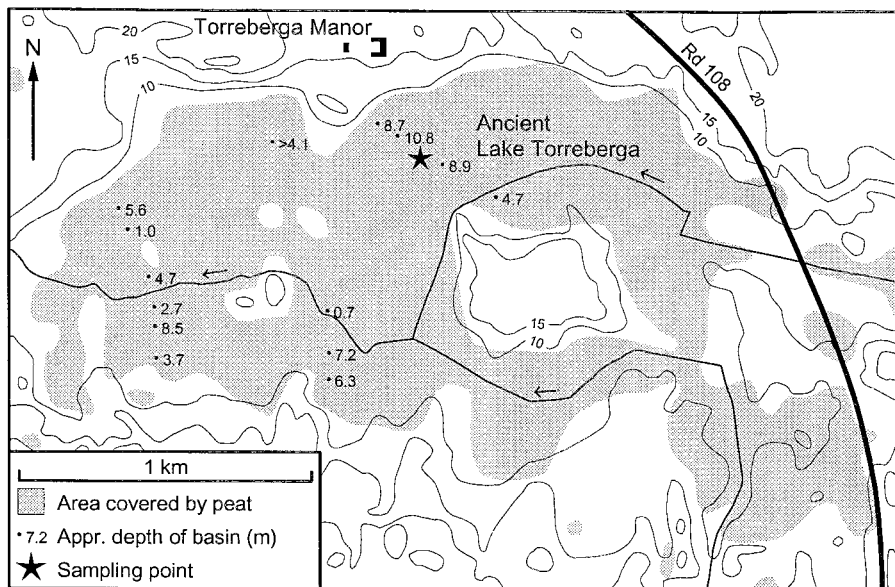 20
Torreberga Manor
N
15
10
Rd 108
20
15
10
8.7
10.8
>4.1
Ancient
Lake Torreberga
8.9
4.7
5.6
1.0
4.7
2.7
0.7
8.5
15
10
3.7
7.2
6.3
1 km
Area covered by peat
7.2 Appr. depth of basin (m)
Sampling point